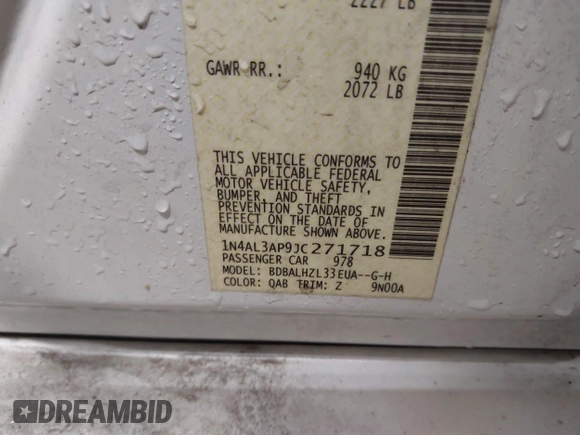 2227 LB
GAWR RR.: 940 KG
2072 LB
THIS VEHICLE CONFORMS TO
ALL APPLICABLE FEDERAL
MOTOR VEHICLE SAFETY,
BUMPER, AND THEFT
PREVENTION STANDARDS IN
EFFECT ON THE DATE OF
MANUFACTURE SHOWN ABOVE.
1N4AL3AP9JC271718
PASSENGER CAR 978
MODEL: BDBALHZL33EUA--G-H
COLOR: QAB TRIM: Z 9N00A
DREAMBID